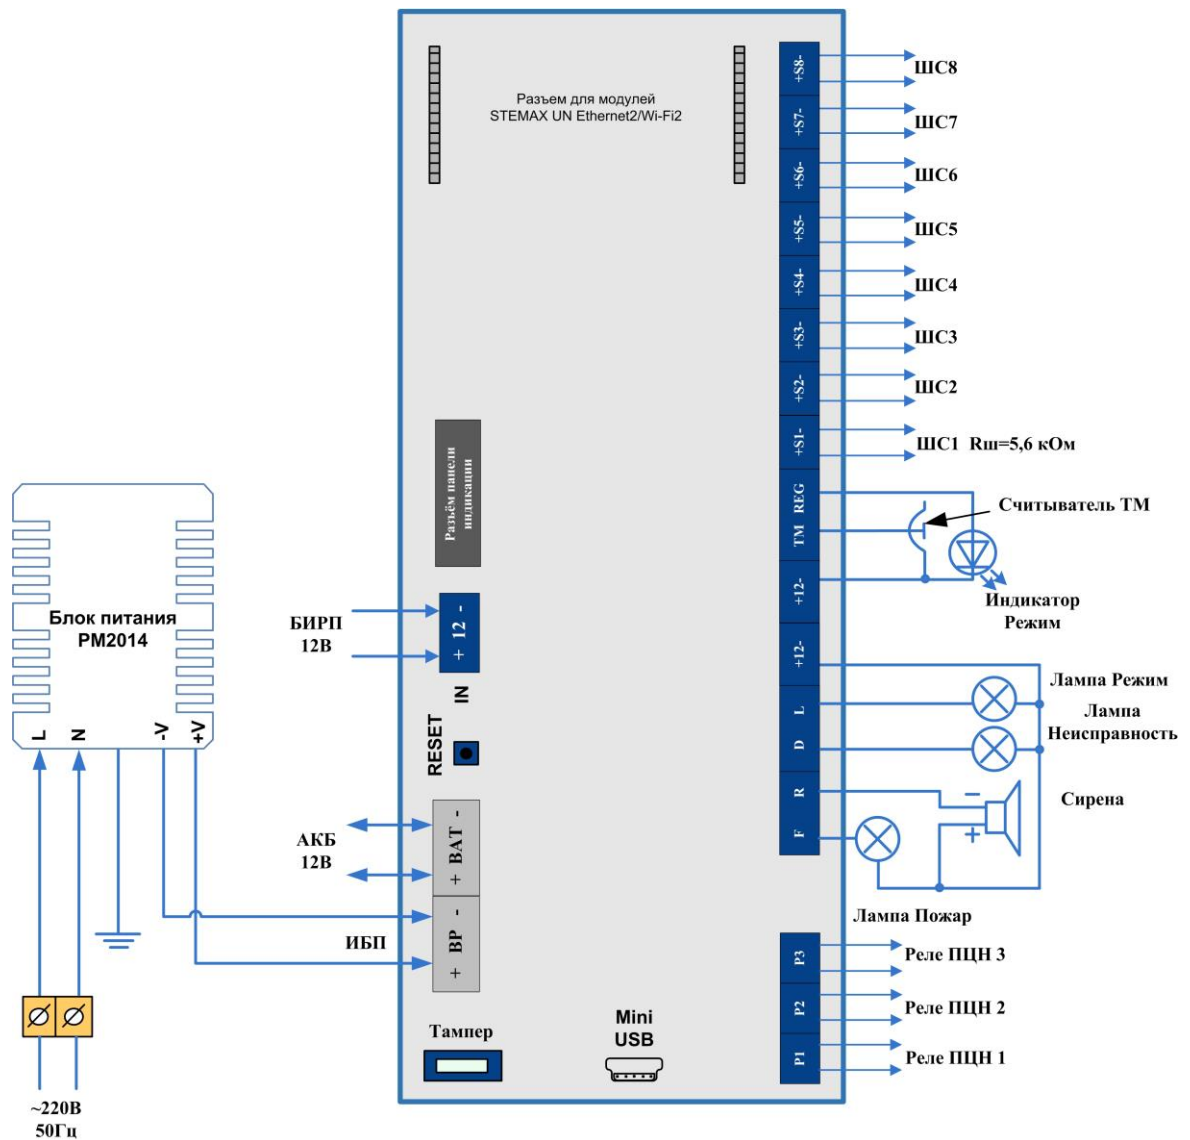 Разъем для модулей
STEMAX UN Ethernet2/Wi-Fi2
+S8-
ШС8
+S7-
ШС7
+S6-
ШС6
+S5-
ШС5
+S4-
ШС4
+S3-
ШС3
+S2-
ШС2
+S1-
ШС1 Rш=5,6 кОм
REG
TM
Считыватель ТМ
+12-
Индикатор
Режим
+12-
Лампа Режим
L
Лампа
Неисправность
D
R
− +
Сирена
F
Лампа Пожар
P3
Реле ПЦН 3
P2
Реле ПЦН 2
P1
Реле ПЦН 1
Разъём панели
индикации
БИРП
12В
+ 12 -
IN
RESET
АКБ
12В
+ BAT -
ИБП
+ BP -
Тампер
Mini
USB
Блок питания
PM2014
L
N
-V
+V
~220В
50Гц